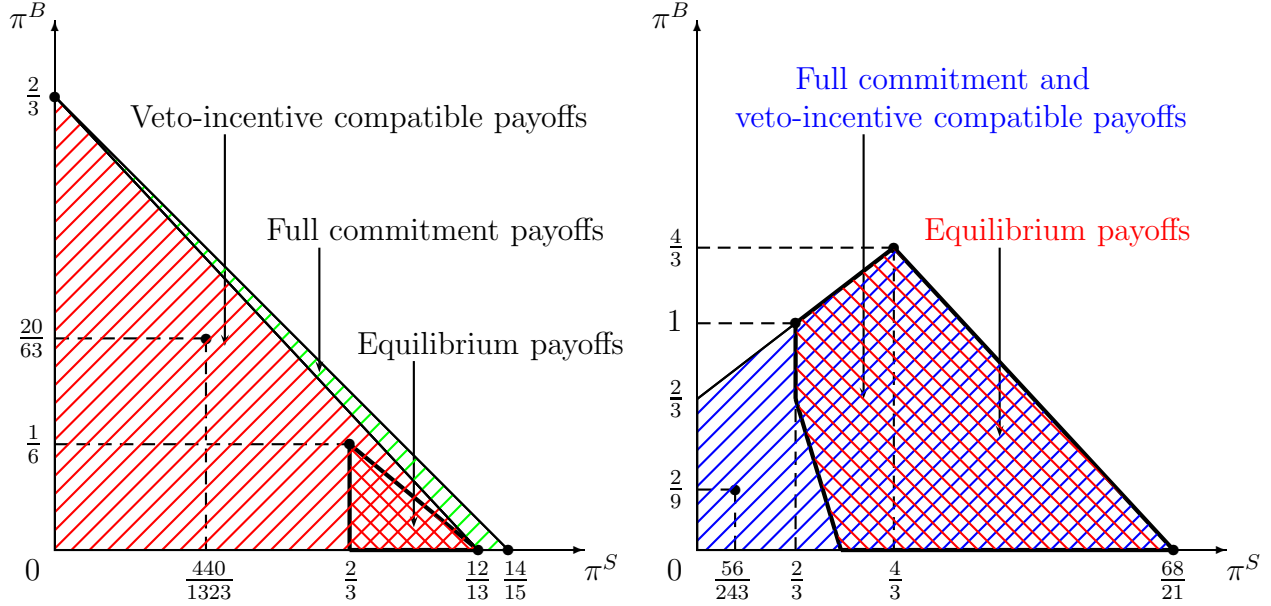 π^B
2/3
20/63
1/6
0
Veto-incentive compatible payoffs
Full commitment payoffs
Equilibrium payoffs
440/1323
2/3
12/13
14/15
π^S
π^B
4/3
1
2/3
2/9
0
Full commitment and
veto-incentive compatible payoffs
Equilibrium payoffs
56/243
2/3
4/3
68/21
π^S